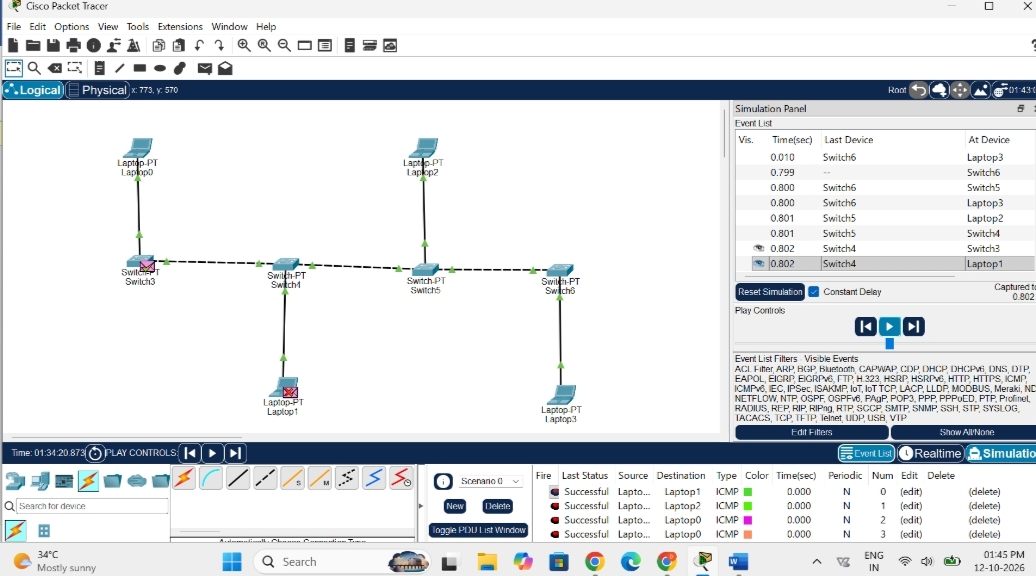 Cisco Packet Tracer
File Edit Options View Tools Extensions Window Help
Logical Physical x: 773, y: 570 Root 01:43:0
Simulation Panel
Event List
Vis. Time(sec) Last Device At Device
0.010 Switch6 Laptop3
0.799 -- Switch6
0.800 Switch6 Switch5
0.800 Switch6 Laptop3
0.801 Switch5 Laptop2
0.801 Switch5 Switch4
0.802 Switch4 Switch3
0.802 Switch4 Laptop1
Reset Simulation Constant Delay Captured to
0.802
Play Controls
Event List Filters - Visible Events
ACL Filter, ARP, BGP, Bluetooth, CAPWAP, CDP, DHCP, DHCPv6, DNS, DTP,
EAPOL, EIGRP, EIGRPv6, FTP, H.323, HSRP, HSRPv6, HTTP, HTTPS, ICMP,
ICMPv6, IEC, IPSec, ISAKMP, IoT, IoT TCP, LACP, LLDP, MODBUS, Meraki, ND
NETFLOW, NTP, OSPF, OSPFv6, PAgP, POP3, PPP, PPPoED, PTP, Profinet,
RADIUS, REP, RIP, RIPng, RTP, SCCP, SMTP, SNMP, SSH, STP, SYSLOG,
TACACS, TCP, TFTP, Telnet, UDP, USB, VTP
Edit Filters Show All/None
Laptop-PT
Laptop0
Laptop-PT
Laptop2
Switch-PT
Switch3
Switch-PT
Switch4
Switch-PT
Switch5
Switch-PT
Switch6
Laptop-PT
Laptop1
Laptop-PT
Laptop3
Time: 01:34:20.873 PLAY CONTROLS: Event List Realtime Simulatio
Search for device
Automatically Choose Connection Type
Scenario 0
New Delete
Toggle PDU List Window
Fire Last Status Source Destination Type Color Time(sec) Periodic Num Edit Delete
Successful Lapto... Laptop1 ICMP 0.000 N 0 (edit) (delete)
Successful Lapto... Laptop2 ICMP 0.000 N 1 (edit) (delete)
Successful Lapto... Laptop0 ICMP 0.000 N 2 (edit) (delete)
Successful Lapto... Laptop0 ICMP 0.000 N 3 (edit) (delete)
34°C
Mostly sunny
Search
ENG
IN
01:45 PM
12-10-2026